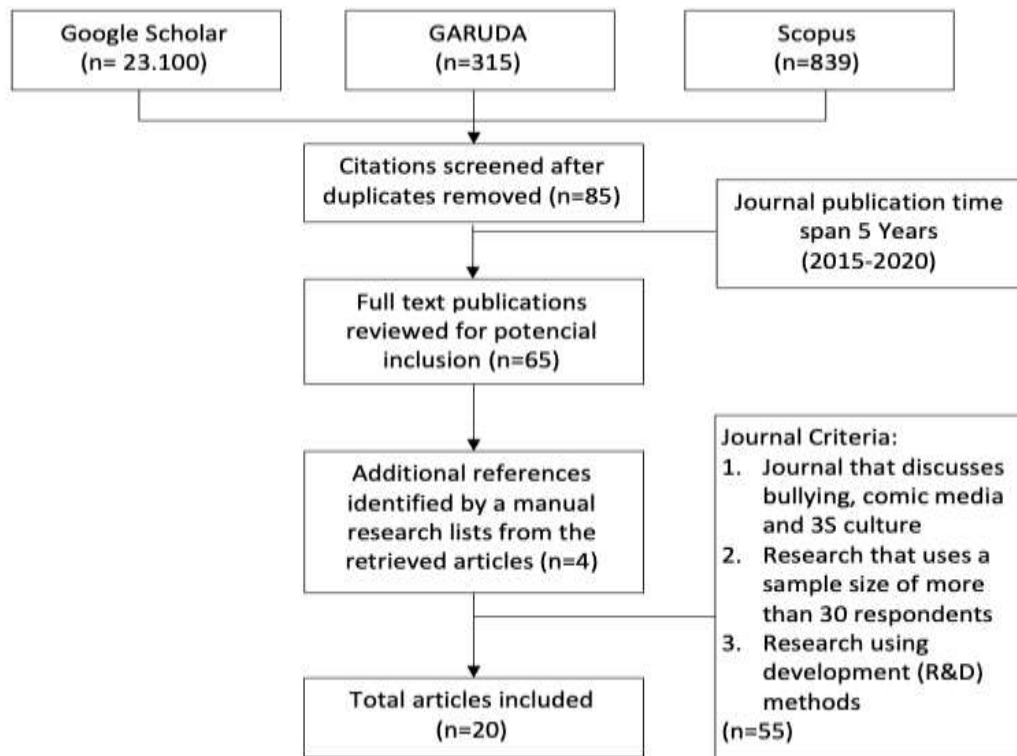 Google Scholar
(n= 23.100)
GARUDA
(n=315)
Scopus
(n=839)
Citations screened after
duplicates removed (n=85)
Journal publication time
span 5 Years
(2015-2020)
Full text publications
reviewed for potencial
inclusion (n=65)
Additional references
identified by a manual
research lists from the
retrieved articles (n=4)
Journal Criteria:
1. Journal that discusses
bullying, comic media
and 3S culture
2. Research that uses a
sample size of more
than 30 respondents
3. Research using
development (R&D)
methods
(n=55)
Total articles included
(n=20)